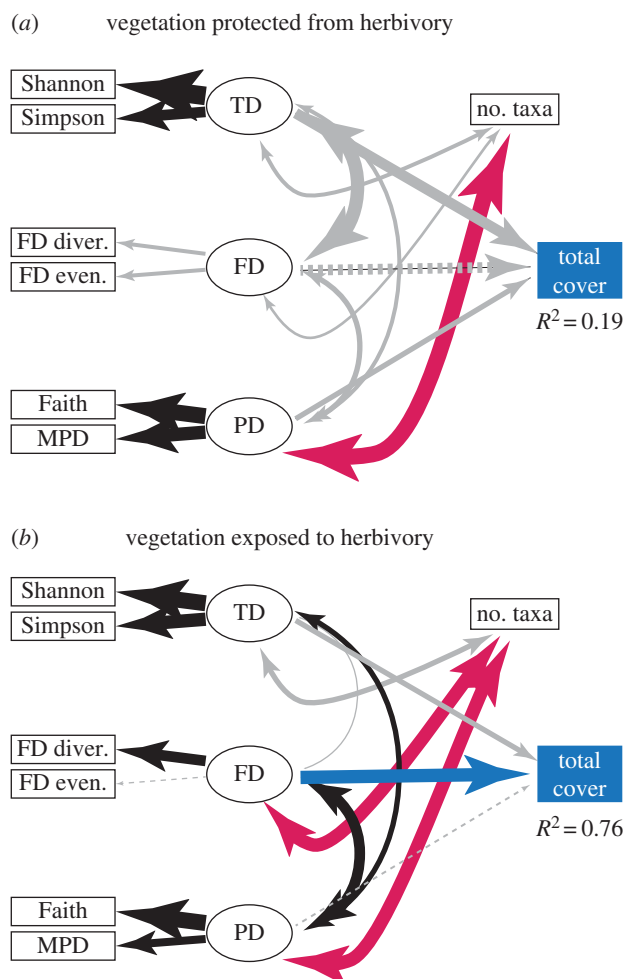 (a) vegetation protected from herbivory
Shannon
Simpson
TD
no. taxa
FD diver.
FD even.
FD
total
cover
R² = 0.19
Faith
MPD
PD
(b) vegetation exposed to herbivory
Shannon
Simpson
TD
no. taxa
FD diver.
FD even.
FD
total
cover
R² = 0.76
Faith
MPD
PD